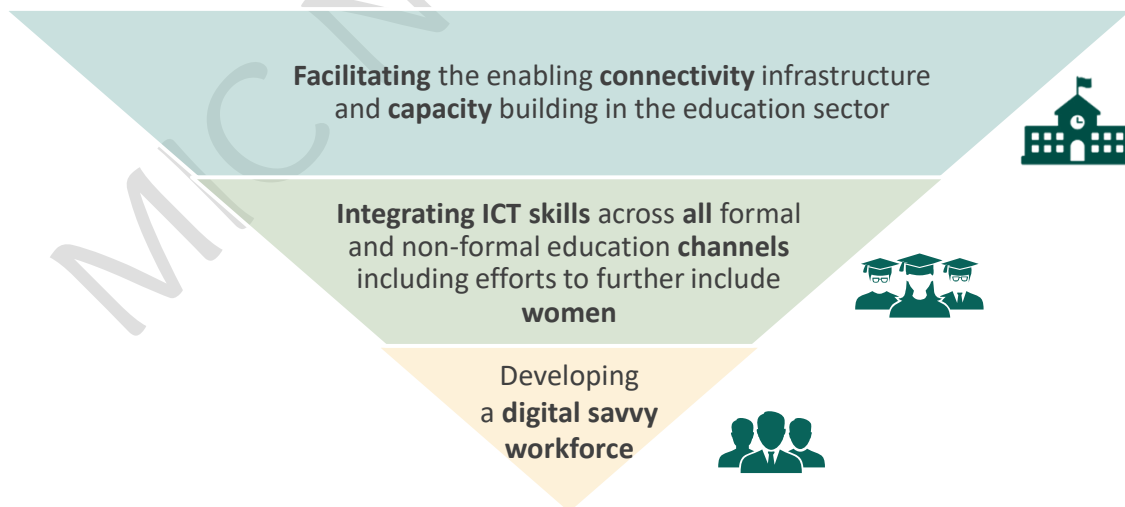 Facilitating the enabling connectivity infrastructure
and capacity building in the education sector
Integrating ICT skills across all formal
and non-formal education channels
including efforts to further include
women
Developing
a digital savvy
workforce
MIC